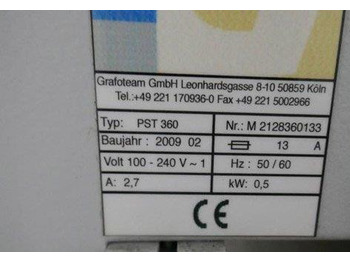 Grafoteam GmbH Leonhardsgasse 8-10 50859 Köln
Tel.:+49 221 170936-0 Fax +49 221 5002966
Typ: PST 360 Nr.: M 2128360133
Baujahr: 2009 02 13 A
Volt 100 - 240 V ~ 1 Hz : 50 / 60
A: 2,7 kW: 0,5
CE